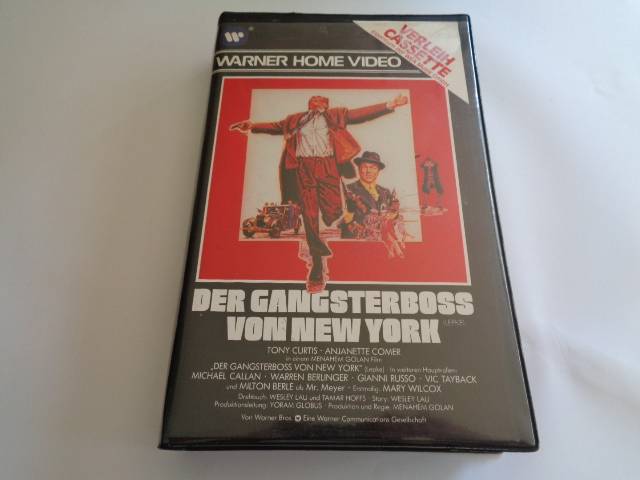 WARNER HOME VIDEO
VERLEIH
CASSETTE
DER GANGSTERBOSS
VON NEW YORK
(LEPKE)
TONY CURTIS · ANJANETTE COMER
in einem MENAHEM GOLAN Film
„DER GANGSTERBOSS VON NEW YORK" (Lepke) · In weiteren Hauptrollen:
MICHAEL CALLAN · WARREN BERLINGER · GIANNI RUSSO · VIC TAYBACK
und MILTON BERLE als Mr. Meyer · Erstmalig: MARY WILCOX
Drehbuch: WESLEY LAU und TAMAR HOFFS · Story: WESLEY LAU
Produktionsleitung: YORAM GLOBUS · Produktion und Regie: MENAHEM GOLAN
Von Warner Bros. Eine Warner Communications Gesellschaft